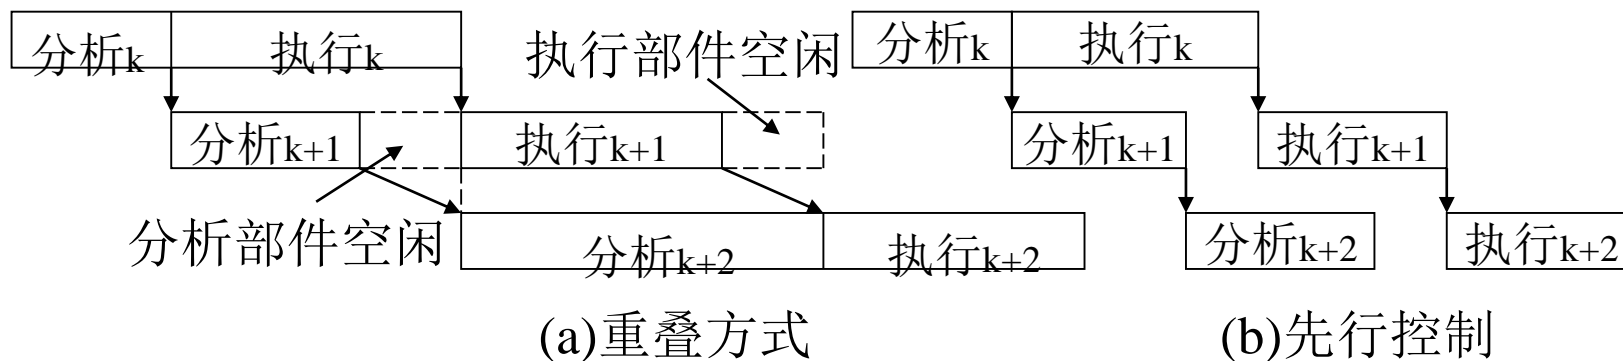 分析k
执行k
执行部件空闲
分析k
执行k
分析k+1
执行k+1
分析k+1
执行k+1
分析部件空闲
分析k+2
执行k+2
分析k+2
执行k+2
(a)重叠方式
(b)先行控制